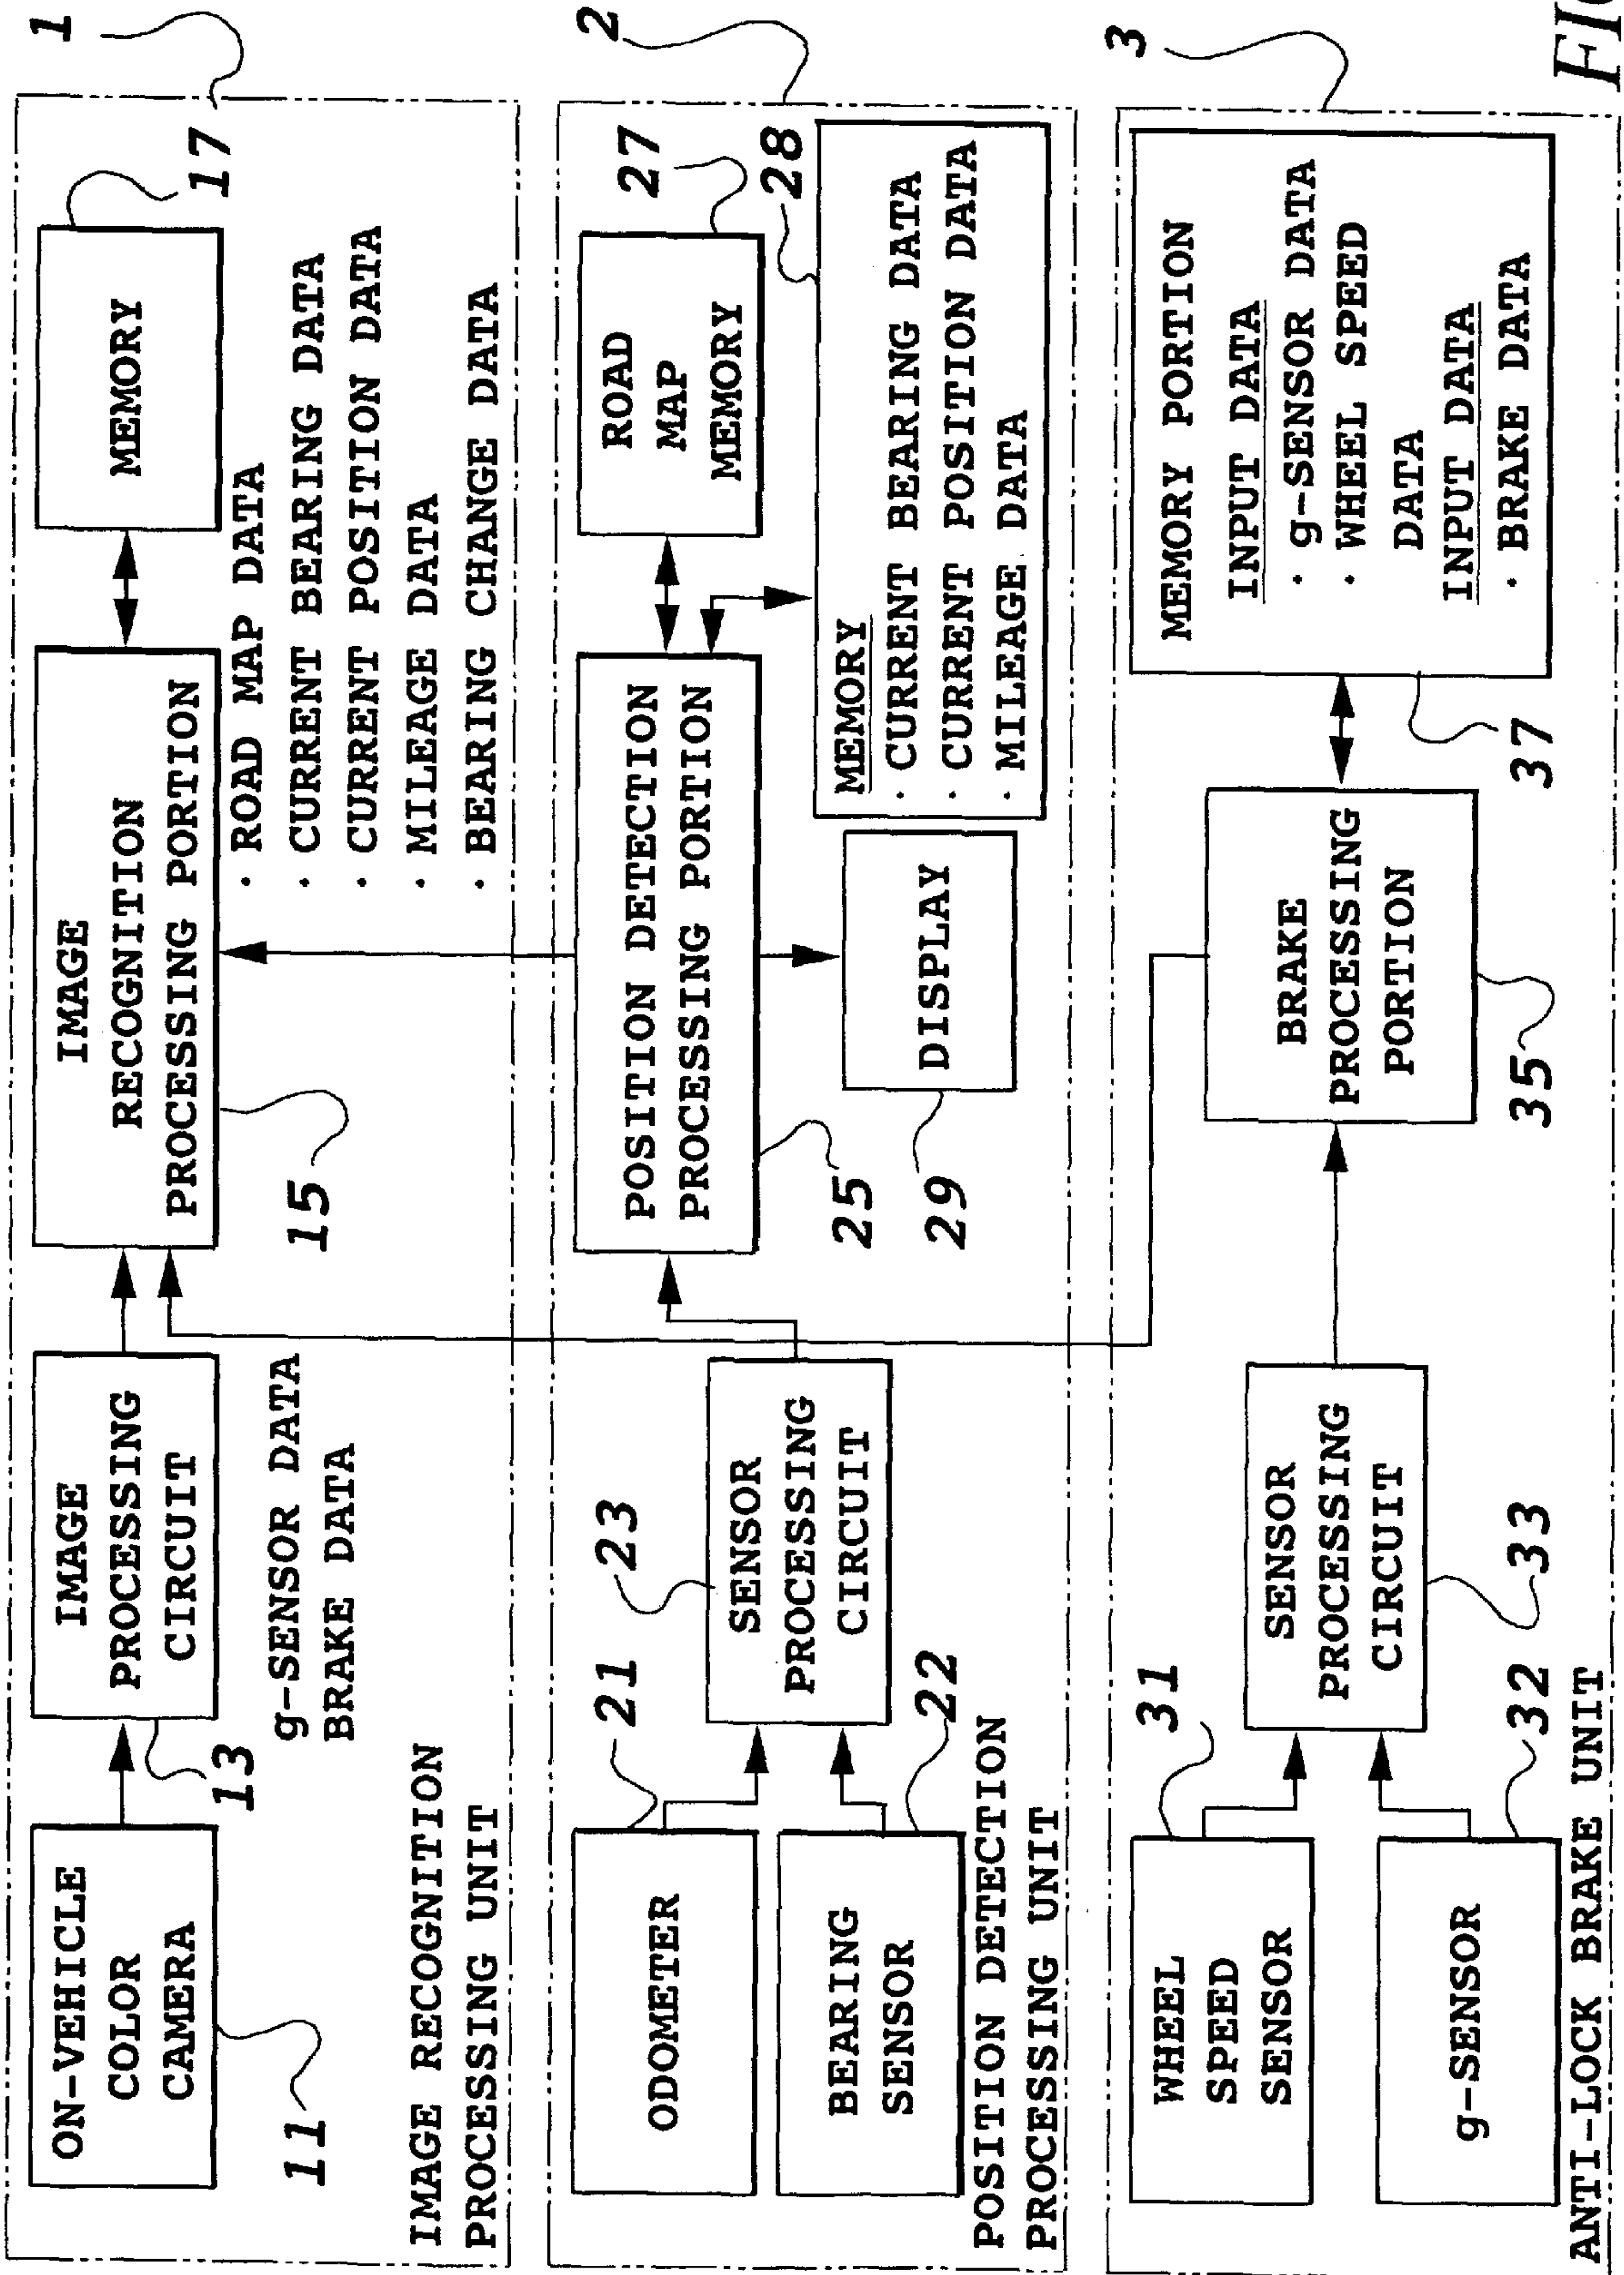 1
ON-VEHICLE
COLOR
CAMERA
11
IMAGE
PROCESSING
CIRCUIT
13
g-SENSOR DATA
BRAKE DATA
IMAGE
RECOGNITION
PROCESSING PORTION
15
MEMORY
17
· ROAD MAP DATA
· CURRENT BEARING DATA
· CURRENT POSITION DATA
· MILEAGE DATA
· BEARING CHANGE DATA
IMAGE RECOGNITION
PROCESSING UNIT
2
ODOMETER
21
BEARING
SENSOR
22
SENSOR
PROCESSING
CIRCUIT
23
POSITION DETECTION
PROCESSING PORTION
25
ROAD
MAP
MEMORY
27
28
MEMORY
· CURRENT BEARING DATA
· CURRENT POSITION DATA
· MILEAGE DATA
DISPLAY
29
POSITION DETECTION
PROCESSING UNIT
3
WHEEL
SPEED
SENSOR
31
g-SENSOR
32
SENSOR
PROCESSING
CIRCUIT
33
BRAKE
PROCESSING
PORTION
35
MEMORY PORTION
INPUT DATA
· g-SENSOR DATA
· WHEEL SPEED
DATA
INPUT DATA
· BRAKE DATA
37
ANTI-LOCK BRAKE UNIT